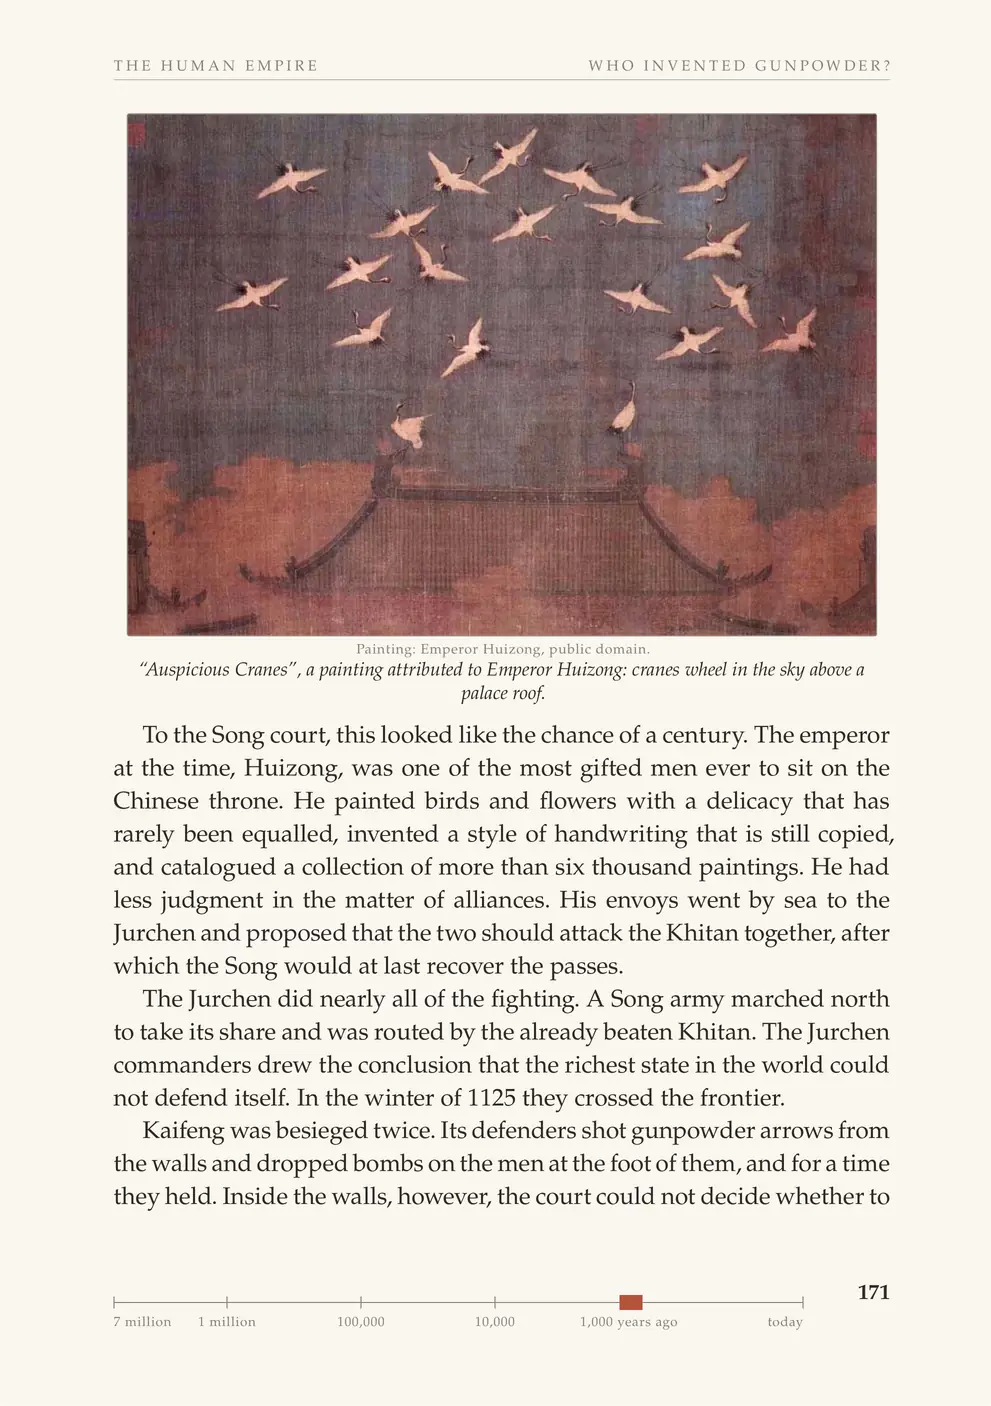 THE HUMAN EMPIRE
WHO INVENTED GUNPOWDER?
Painting: Emperor Huizong, public domain.
“Auspicious Cranes”, a painting attributed to Emperor Huizong: cranes wheel in the sky above a
palace roof.
To the Song court, this looked like the chance of a century. The emperor
at the time, Huizong, was one of the most gifted men ever to sit on the
Chinese throne. He painted birds and flowers with a delicacy that has
rarely been equalled, invented a style of handwriting that is still copied,
and catalogued a collection of more than six thousand paintings. He had
less judgment in the matter of alliances. His envoys went by sea to the
Jurchen and proposed that the two should attack the Khitan together, after
which the Song would at last recover the passes.
The Jurchen did nearly all of the fighting. A Song army marched north
to take its share and was routed by the already beaten Khitan. The Jurchen
commanders drew the conclusion that the richest state in the world could
not defend itself. In the winter of 1125 they crossed the frontier.
Kaifeng was besieged twice. Its defenders shot gunpowder arrows from
the walls and dropped bombs on the men at the foot of them, and for a time
they held. Inside the walls, however, the court could not decide whether to
171
7 million 1 million 100,000 10,000 1,000 years ago today